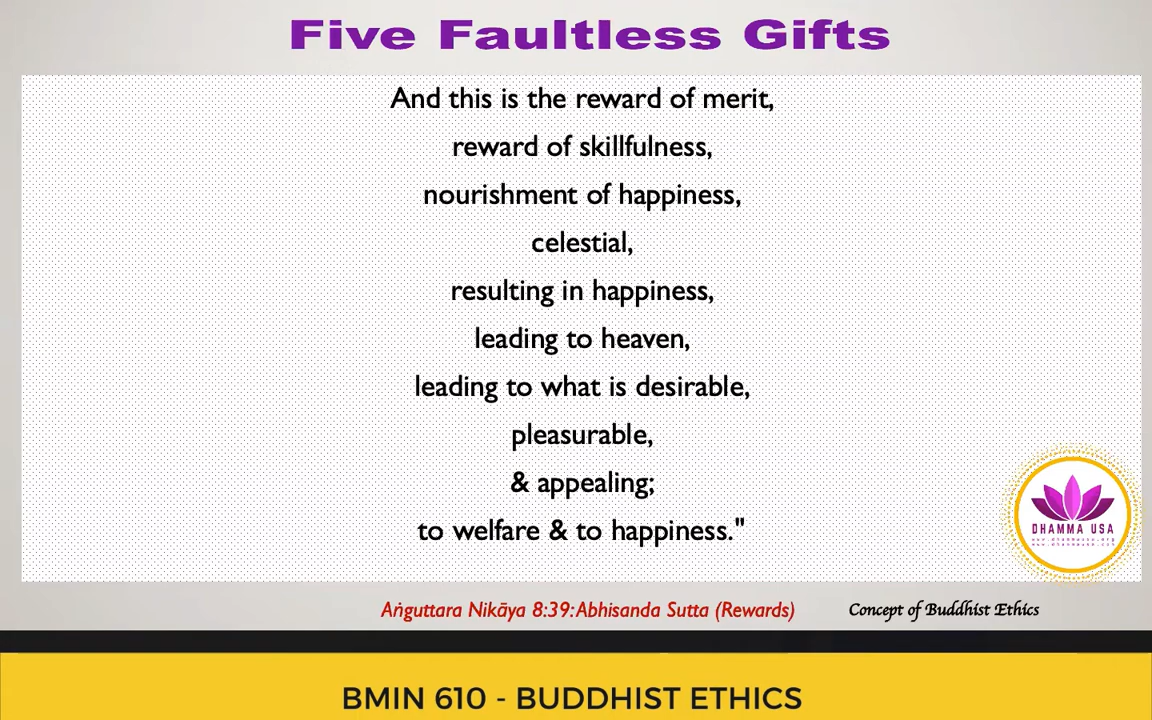 Five Faultless Gifts
And this is the reward of merit,
reward of skillfulness,
nourishment of happiness,
celestial,
resulting in happiness,
leading to heaven,
leading to what is desirable,
pleasurable,
& appealing;
to welfare & to happiness."
DHAMMA USA
Aṅguttara Nikāya 8:39: Abhisanda Sutta (Rewards)
Concept of Buddhist Ethics
BMIN 610 - BUDDHIST ETHICS